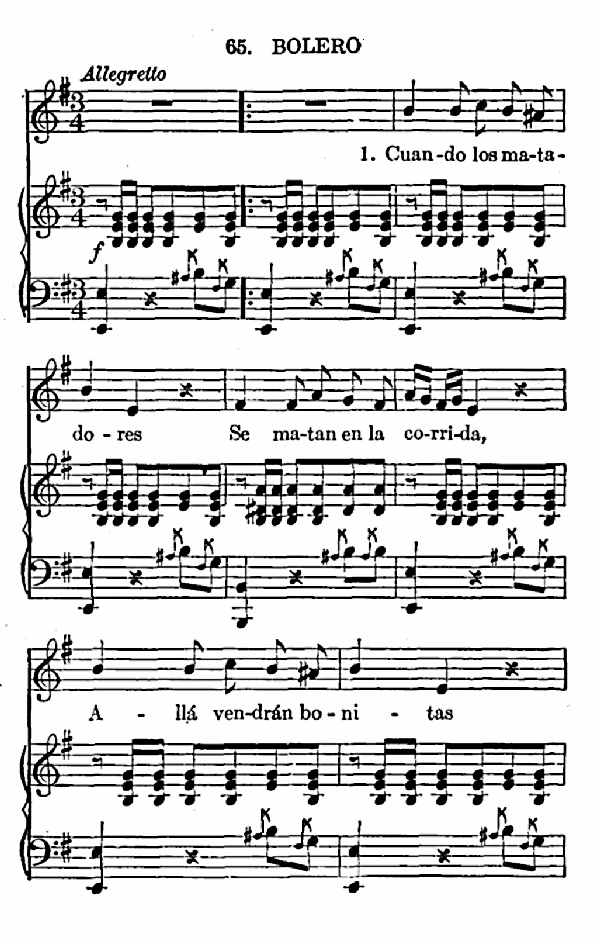 65. BOLERO
Allegretto
1. Cuan-do los ma-ta-
f
do - res Se ma-tan en la co-rri-da,
A - llá ven-drán bo-ni - tas